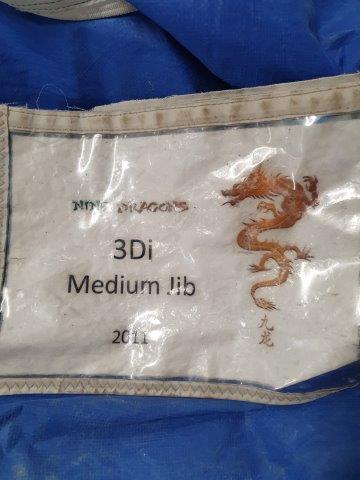 NINE DRAGONS
3Di
Medium Jib
2011
九龙